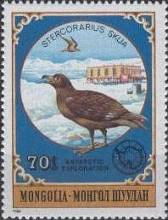 STERCORARIUS SKUA
70₮
ANTARCTIC
EXPLORATION
MONGOLIA - МОНГОЛ ШУУДАН